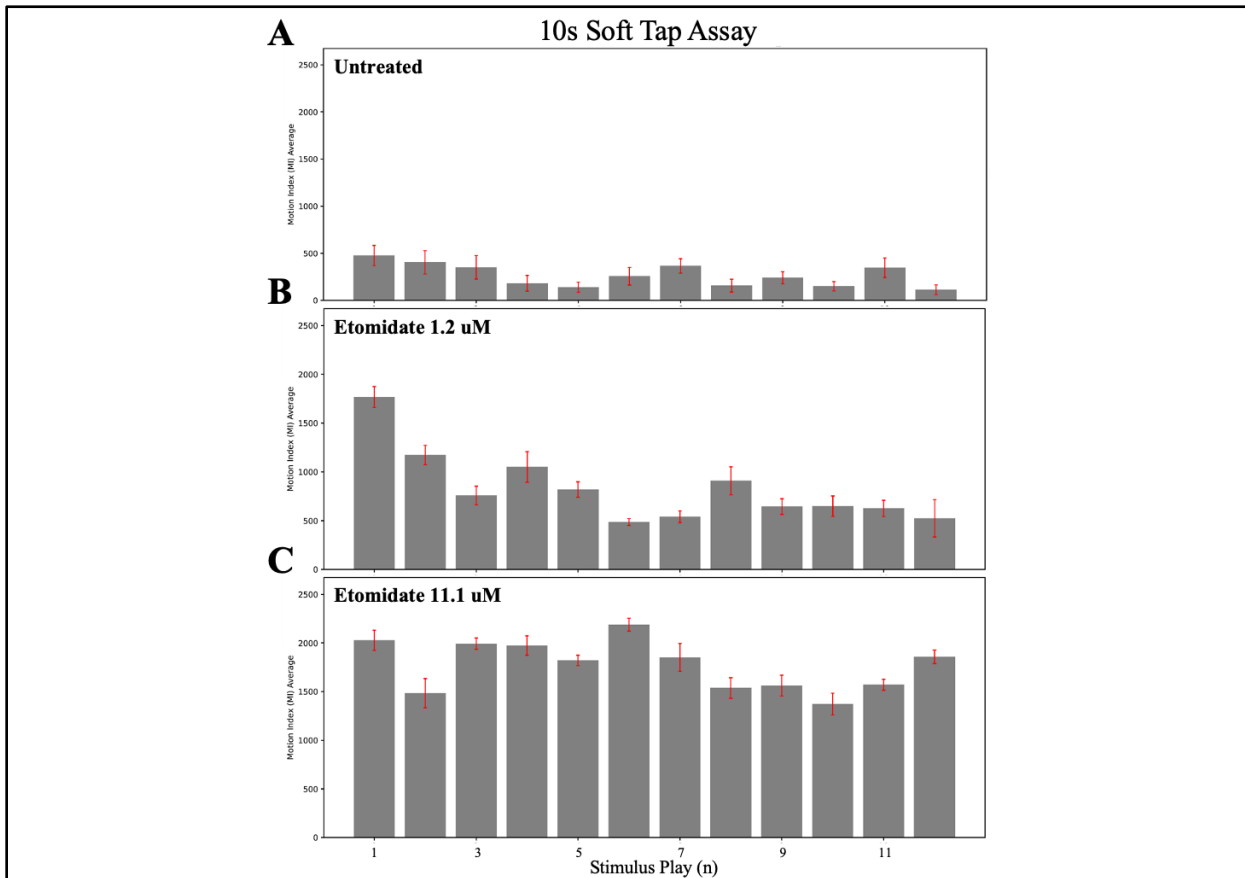 A
10s Soft Tap Assay
Untreated
2500
2000
1500
1000
500
0
Motion Index (MI) Average
B
Etomidate 1.2 uM
2500
2000
1500
1000
500
0
Motion Index (MI) Average
C
Etomidate 11.1 uM
2500
2000
1500
1000
500
0
Motion Index (MI) Average
1 3 5 7 9 11
Stimulus Play (n)